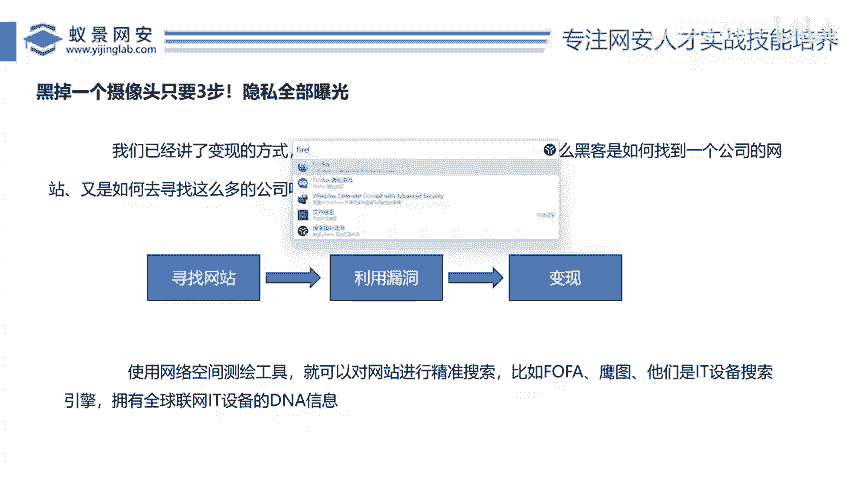 蚁景网安
www.yijinglab.com
专注网安人才实战技能培养
黑掉一个摄像头只要3步！隐私全部曝光
我们已经讲了变现的方式，
么黑客是如何找到一个公司的网
站、又是如何去寻找这么多的公司
fire
Windows Defender Firewall with Advanced Security
寻找网站
利用漏洞
变现
使用网络空间测绘工具，就可以对网站进行精准搜索，比如FOFA、鹰图、他们是IT设备搜索
引擎，拥有全球联网IT设备的DNA信息